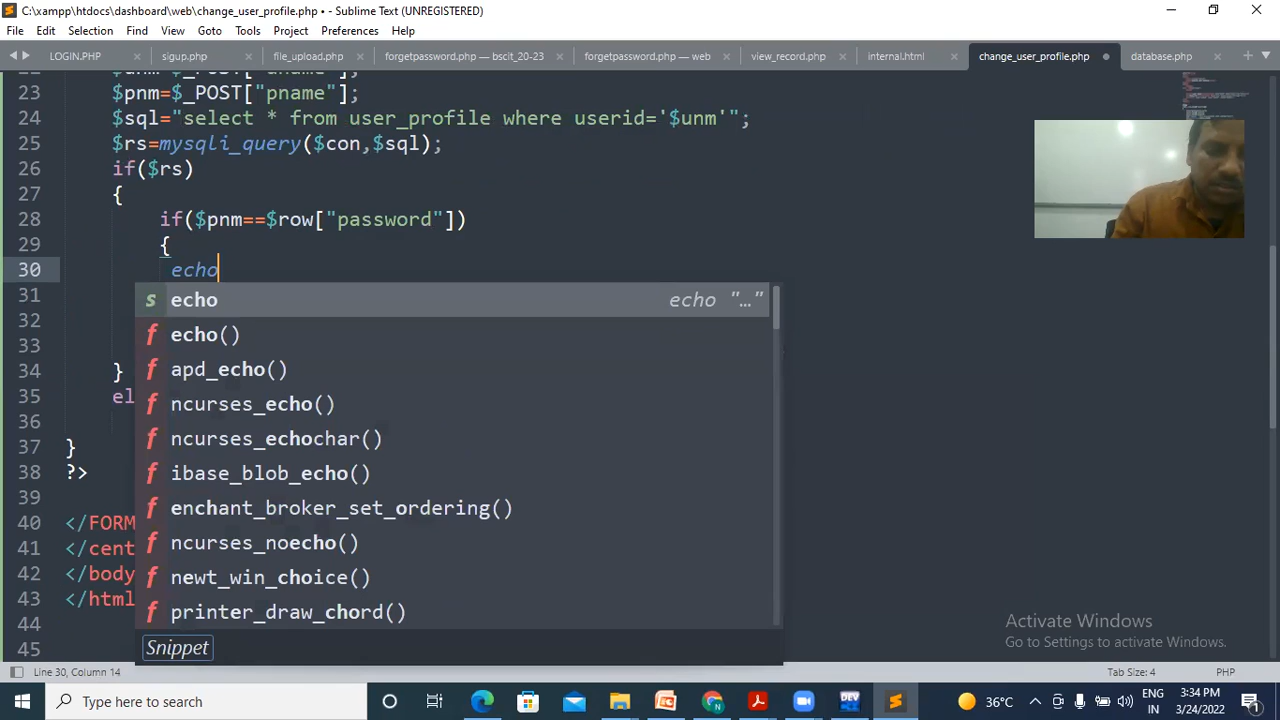 C:\xampp\htdocs\dashboard\web\change_user_profile.php • - Sublime Text (UNREGISTERED)
File Edit Selection Find View Goto Tools Project Preferences Help
LOGIN.PHP sigup.php file_upload.php forgetpassword.php — bscit_20-23 forgetpassword.php — web view_record.php internal.html change_user_profile.php database.php
23 $pnm=$_POST["pname"];
24 $sql="select * from user_profile where userid='$unm'";
25 $rs=mysqli_query($con,$sql);
26 if($rs)
27 {
28 if($pnm==$row["password"])
29 {
30 echo
31 s echo echo "…"
32 f echo()
33 f apd_echo()
34 } f ncurses_echo()
35 el f ncurses_echochar()
36 f ibase_blob_echo()
37 }
38 ?>
39 f enchant_broker_set_ordering()
40 </FORM f ncurses_noecho()
41 </cent
42 </body f newt_win_choice()
43 </html f printer_draw_chord()
44
45 Snippet
Activate Windows
Go to Settings to activate Windows.
Line 30, Column 14 Tab Size: 4 PHP
Type here to search 36°C ENG IN 3:34 PM 3/24/2022